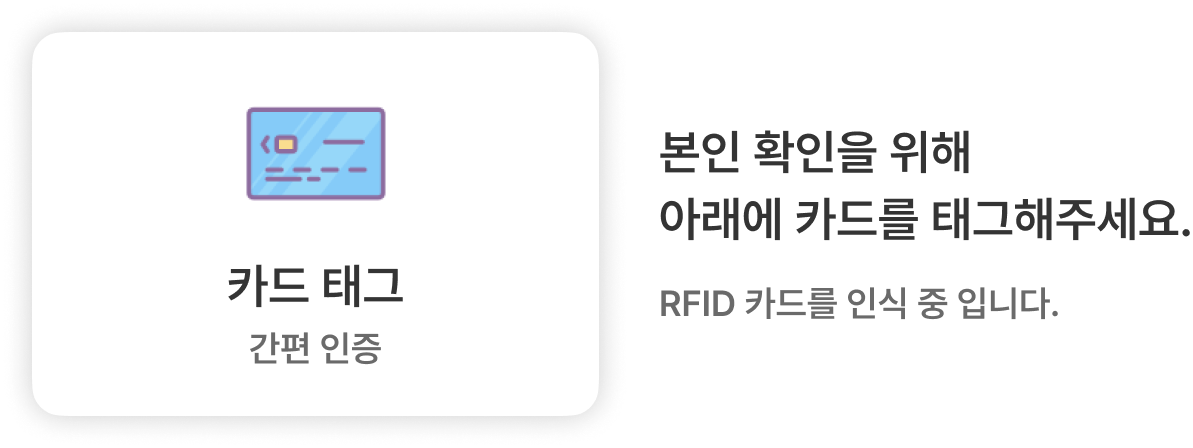 카드 태그
간편 인증
본인 확인을 위해
아래에 카드를 태그해주세요.
RFID 카드를 인식 중 입니다.